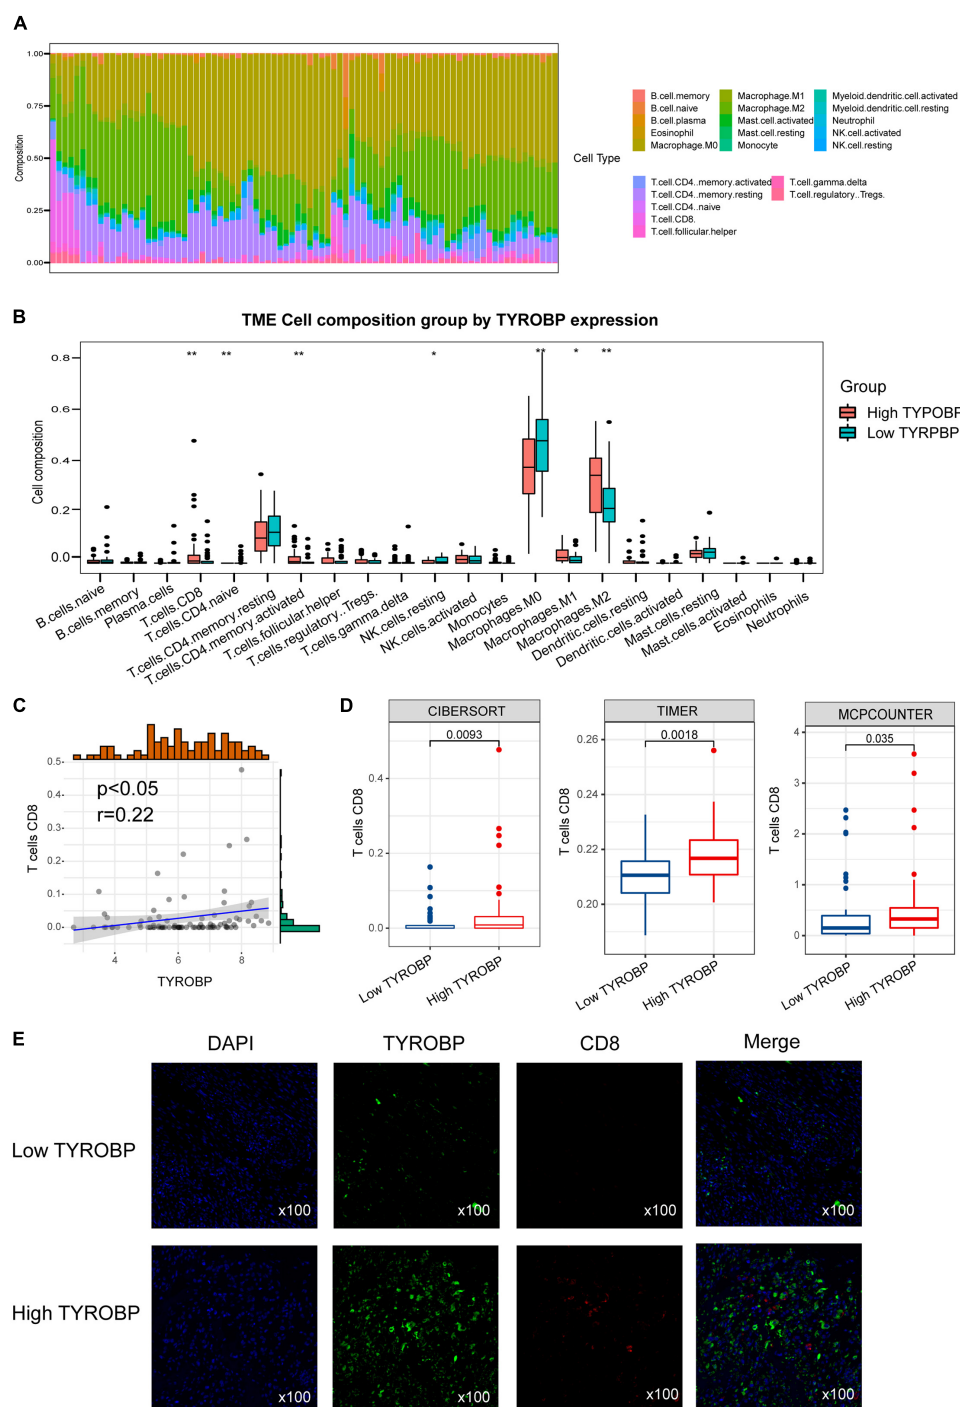 A
1.00
0.75
0.50
0.25
0.00
Composition
Cell Type
B.cell.memory
B.cell.naive
B.cell.plasma
Eosinophil
Macrophage.M0
Macrophage.M1
Macrophage.M2
Mast.cell.activated
Mast.cell.resting
Monocyte
Myeloid.dendritic.cell.activated
Myeloid.dendritic.cell.resting
Neutrophil
NK.cell.activated
NK.cell.resting
T.cell.CD4..memory.activated
T.cell.CD4..memory.resting
T.cell.CD4..naive
T.cell.CD8.
T.cell.follicular.helper
T.cell.gamma.delta
T.cell.regulatory..Tregs.
B
TME Cell composition group by TYROBP expression
0.8
0.6
0.4
0.2
0.0
Cell composition
** ** ** * ** * **
Group
High TYPOBP
Low TYRPBP
B.cells.naive
B.cells.memory
Plasma.cells
T.cells.CD8
T.cells.CD4.naive
T.cells.CD4.memory.resting
T.cells.CD4.memory.activated
T.cells.follicular.helper
T.cells.regulatory..Tregs.
T.cells.gamma.delta
NK.cells.resting
NK.cells.activated
Monocytes
Macrophages.M0
Macrophages.M1
Macrophages.M2
Dendritic.cells.resting
Dendritic.cells.activated
Mast.cells.resting
Mast.cells.activated
Eosinophils
Neutrophils
C
0.5
0.4
0.3
0.2
0.1
0.0
T cells CD8
p<0.05
r=0.22
4 6 8
TYROBP
D
CIBERSORT
0.0093
0.4
0.2
0.0
T cells CD8
Low TYROBP
High TYROBP
TIMER
0.0018
0.26
0.24
0.22
0.20
T cells CD8
Low TYROBP
High TYROBP
MCPCOUNTER
0.035
4
3
2
1
0
T cells CD8
Low TYROBP
High TYROBP
E
DAPI TYROBP CD8 Merge
Low TYROBP
x100 x100 x100 x100
High TYROBP
x100 x100 x100 x100